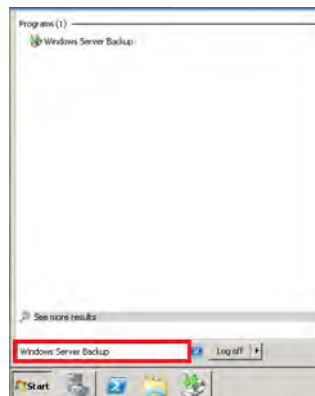 Programs (1)
Windows Server Backup
See more results
Windows Server Backup
Log off
Start